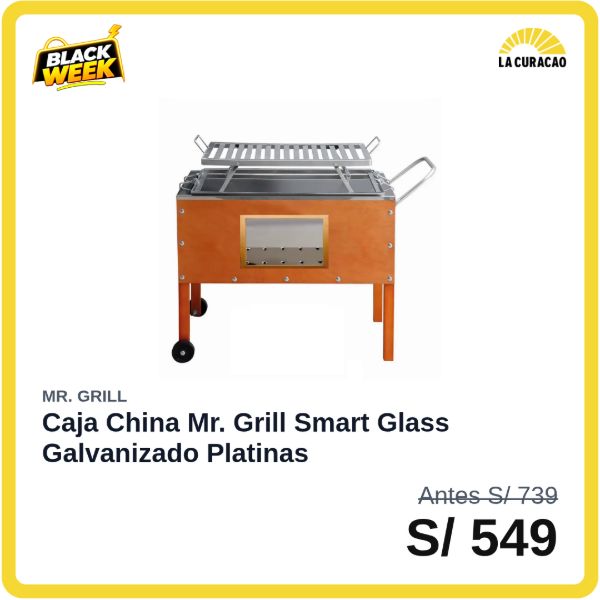 BLACK
WEEK
LA CURACAO
MR. GRILL
Caja China Mr. Grill Smart Glass
Galvanizado Platinas
Antes S/ 739
S/ 549